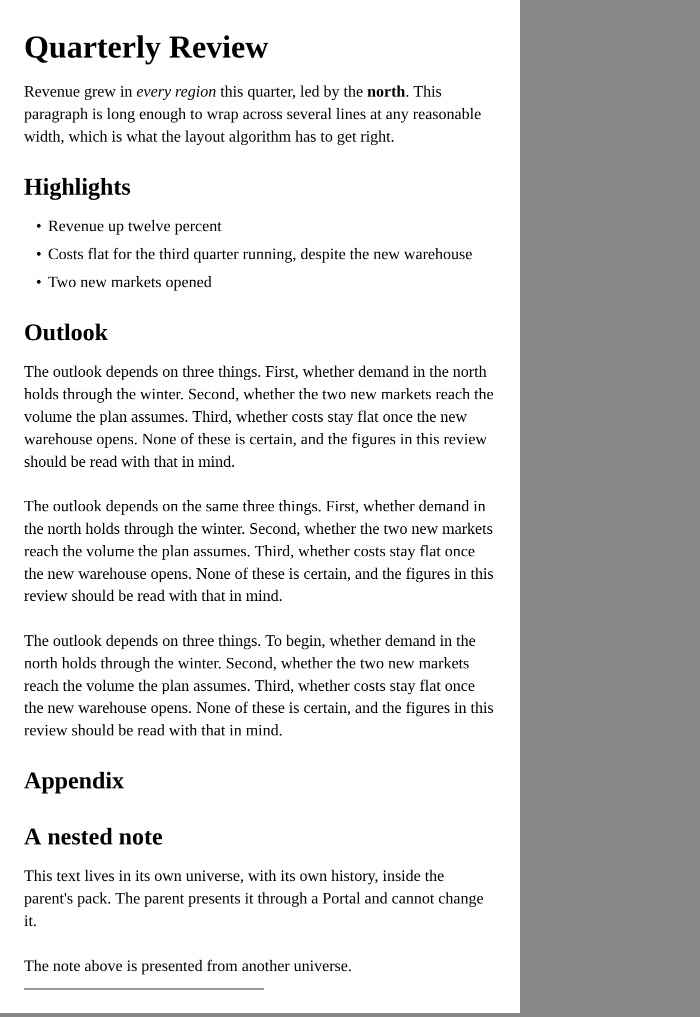 Quarterly Review
Revenue grew in every region this quarter, led by the north. This
paragraph is long enough to wrap across several lines at any reasonable
width, which is what the layout algorithm has to get right.
Highlights
• Revenue up twelve percent
• Costs flat for the third quarter running, despite the new warehouse
• Two new markets opened
Outlook
The outlook depends on three things. First, whether demand in the north
holds through the winter. Second, whether the two new markets reach the
volume the plan assumes. Third, whether costs stay flat once the new
warehouse opens. None of these is certain, and the figures in this review
should be read with that in mind.
The outlook depends on the same three things. First, whether demand in
the north holds through the winter. Second, whether the two new markets
reach the volume the plan assumes. Third, whether costs stay flat once
the new warehouse opens. None of these is certain, and the figures in this
review should be read with that in mind.
The outlook depends on three things. To begin, whether demand in the
north holds through the winter. Second, whether the two new markets
reach the volume the plan assumes. Third, whether costs stay flat once
the new warehouse opens. None of these is certain, and the figures in this
review should be read with that in mind.
Appendix
A nested note
This text lives in its own universe, with its own history, inside the
parent's pack. The parent presents it through a Portal and cannot change
it.
The note above is presented from another universe.